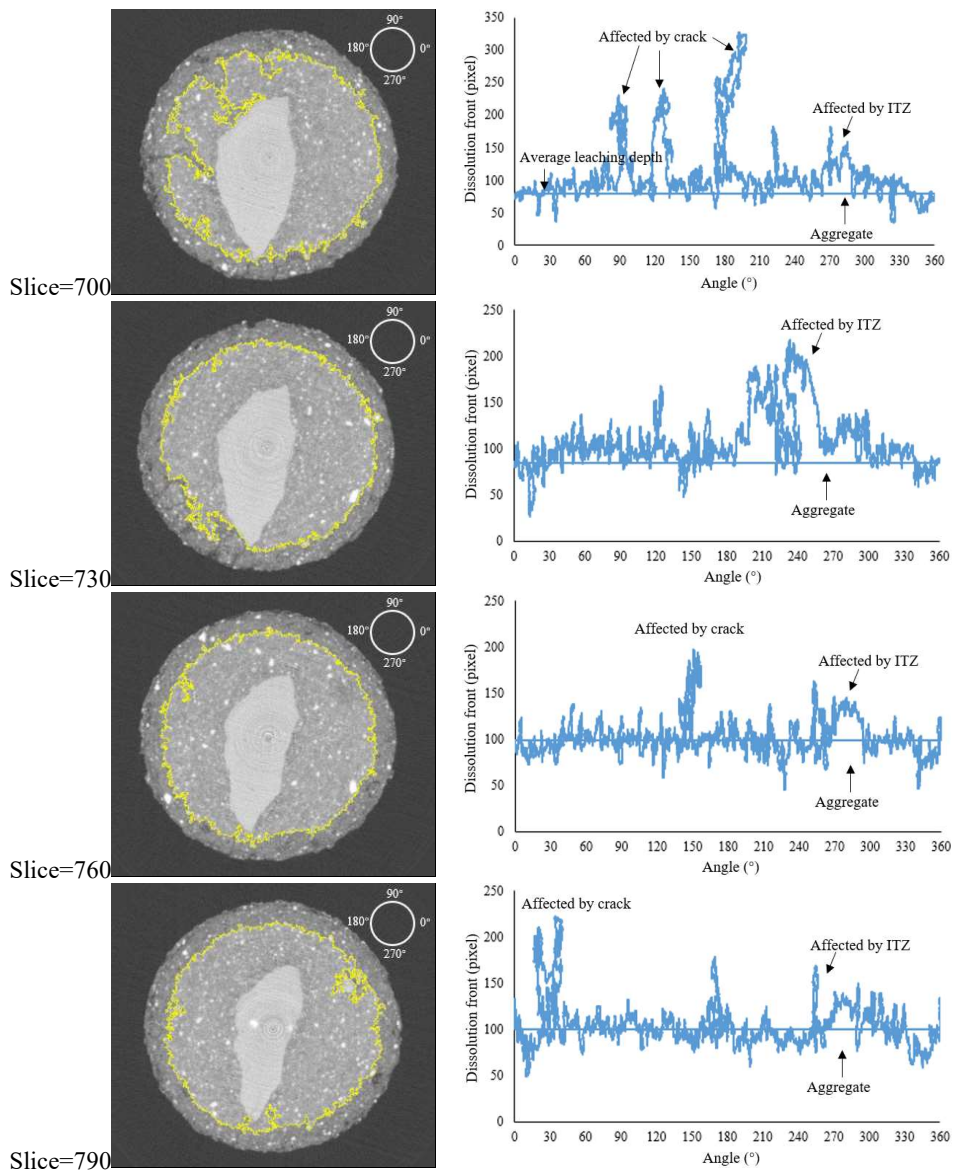 90°
180° 0°
270°
Slice=700
350
300
250
200
150
100
50
0
Dissolution front (pixel)
Affected by crack
Affected by ITZ
Average leaching depth
Aggregate
0 30 60 90 120 150 180 210 240 270 300 330 360
Angle (°)
90°
180° 0°
270°
Slice=730
250
200
150
100
50
0
Dissolution front (pixel)
Affected by ITZ
Aggregate
0 30 60 90 120 150 180 210 240 270 300 330 360
Angle (°)
90°
180° 0°
270°
Slice=760
250
200
150
100
50
0
Dissolution front (pixel)
Affected by crack
Affected by ITZ
Aggregate
0 30 60 90 120 150 180 210 240 270 300 330 360
Angle (°)
90°
180° 0°
270°
Slice=790
250
200
150
100
50
0
Dissolution front (pixel)
Affected by crack
Affected by ITZ
Aggregate
0 30 60 90 120 150 180 210 240 270 300 330 360
Angle (°)